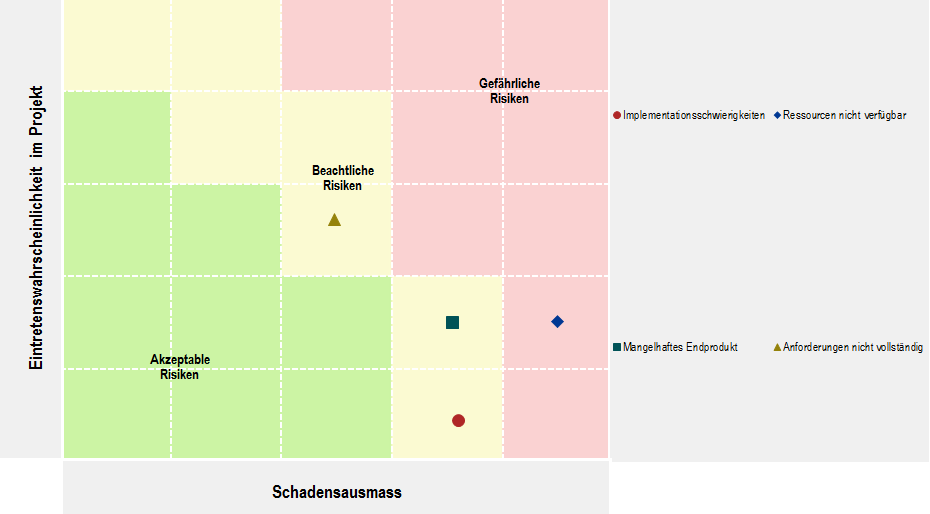 Eintretenswahrscheinlichkeit im Projekt
Gefährliche
Risiken
Beachtliche
Risiken
Akzeptable
Risiken
Schadensausmass
Implementationsschwierigkeiten
Ressourcen nicht verfügbar
Mangelhaftes Endprodukt
Anforderungen nicht vollständig